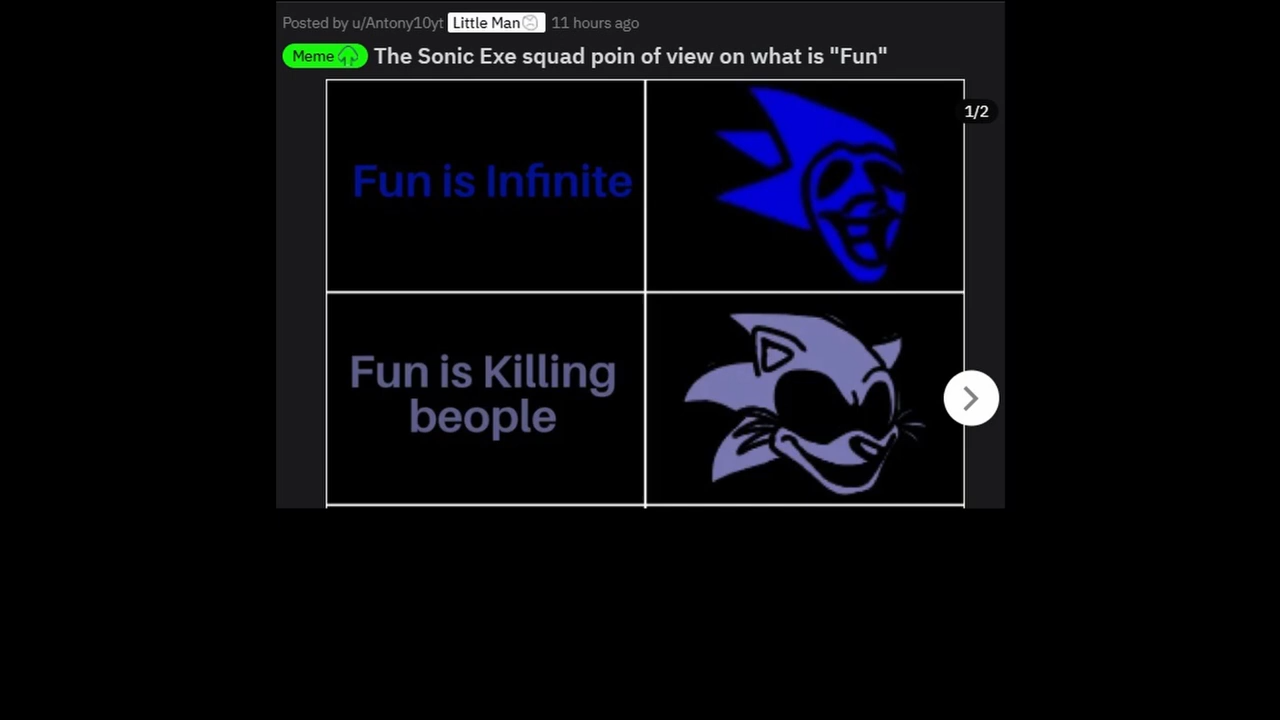 Posted by u/Antony10yt Little Man 11 hours ago
Meme The Sonic Exe squad poin of view on what is "Fun"
1/2
Fun is Infinite
Fun is Killing
beople